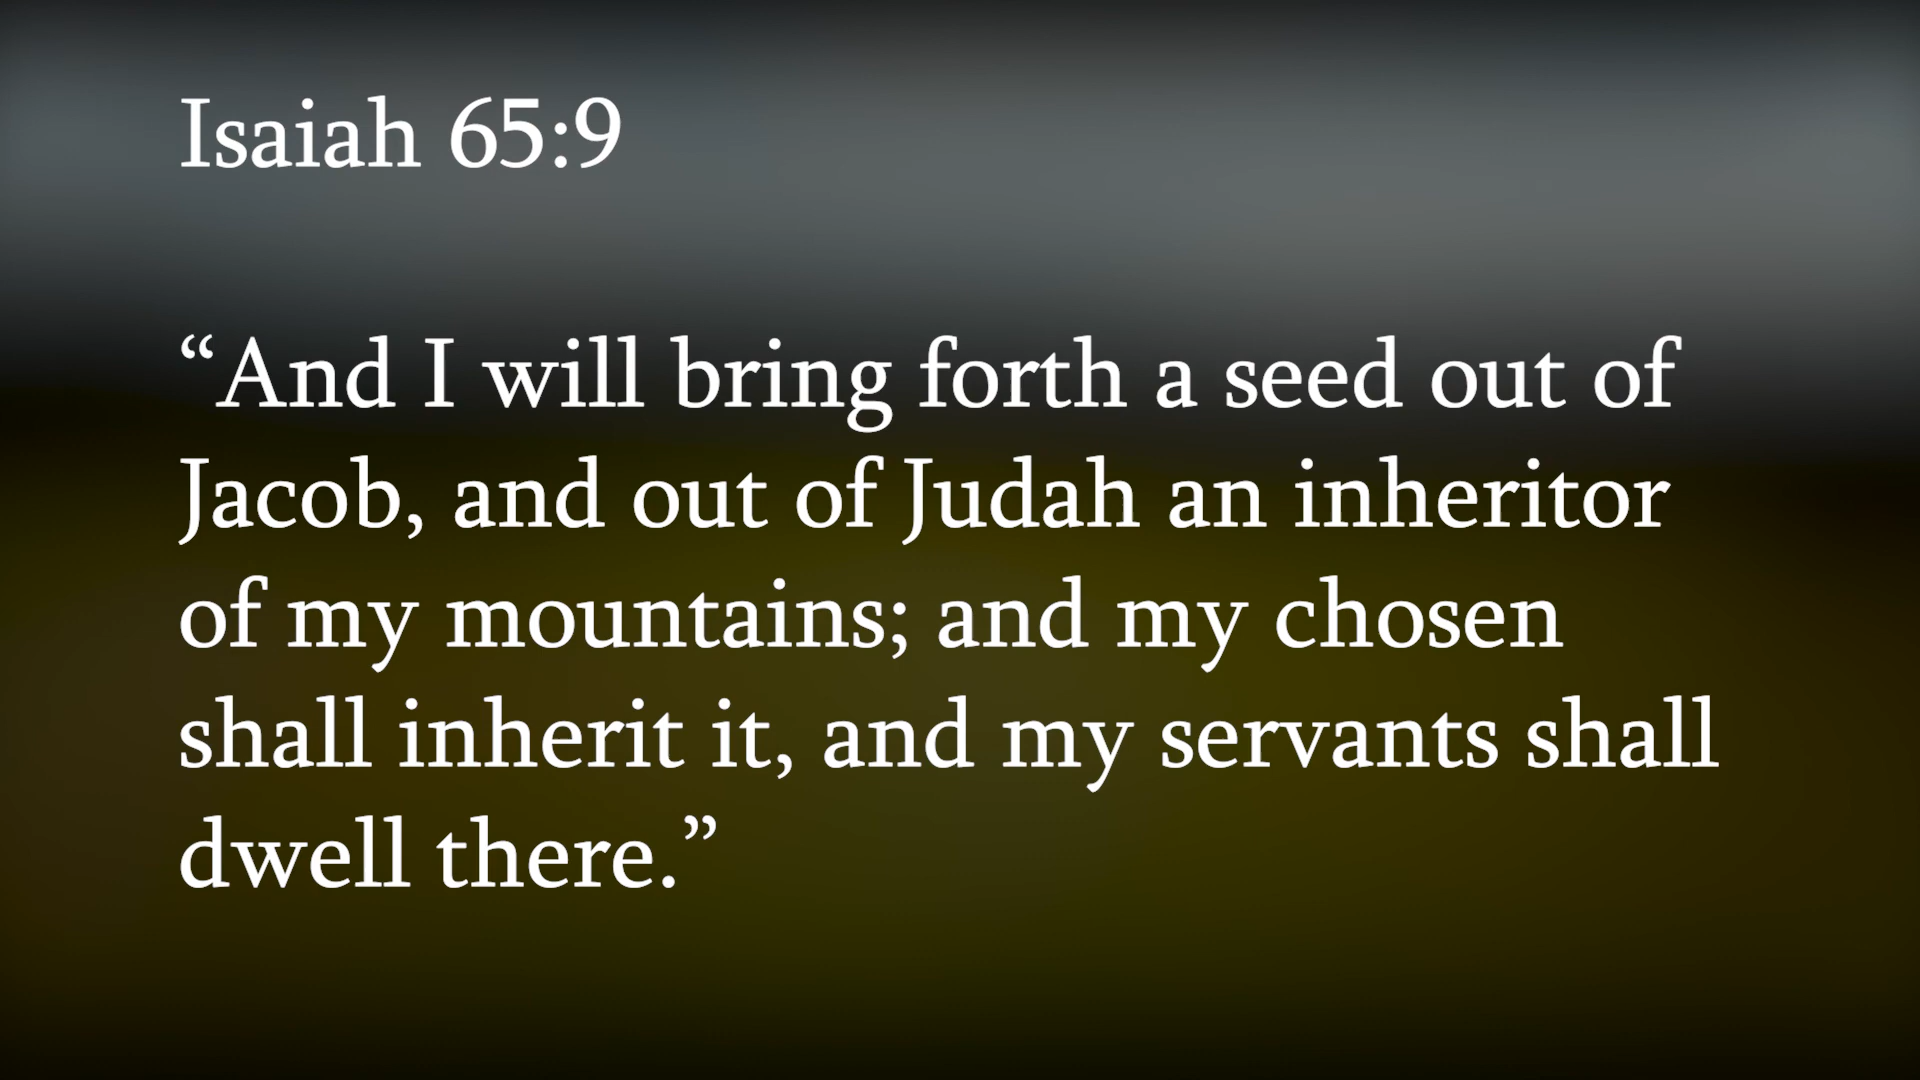 Isaiah 65:9
“And I will bring forth a seed out of
Jacob, and out of Judah an inheritor
of my mountains; and my chosen
shall inherit it, and my servants shall
dwell there.”